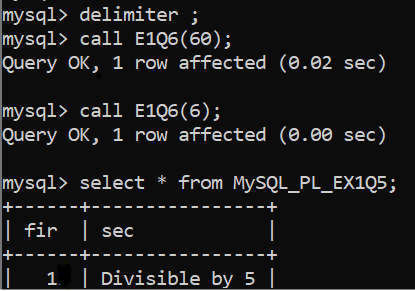 mysql> delimiter ;
mysql> call E1Q6(60);
Query OK, 1 row affected (0.02 sec)
mysql> call E1Q6(6);
Query OK, 1 row affected (0.00 sec)
mysql> select * from MySQL_PL_EX1Q5;
+------+----------------+
| fir  | sec            |
+------+----------------+
|   1  | Divisible by 5 |